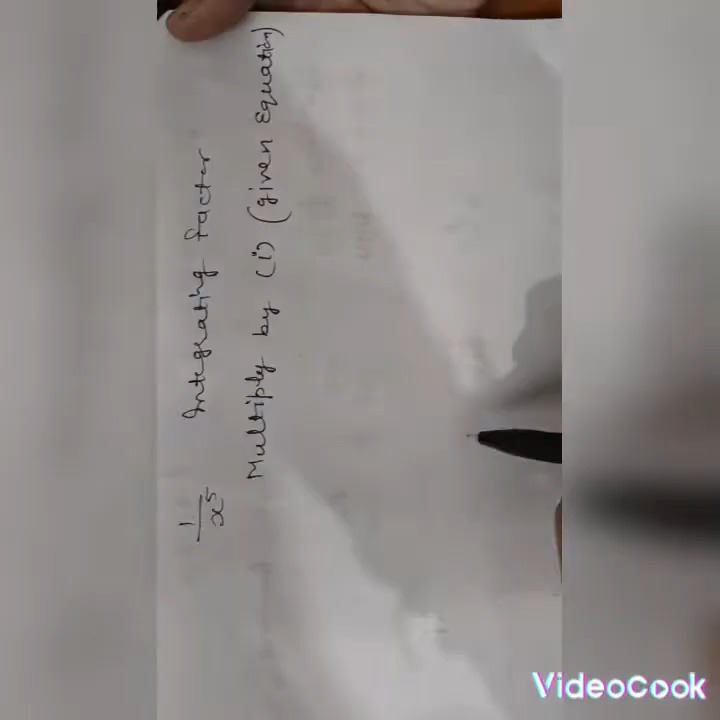 1/x⁵ Integrating factor
Multiply by (i) (given Equation)
VideoCook